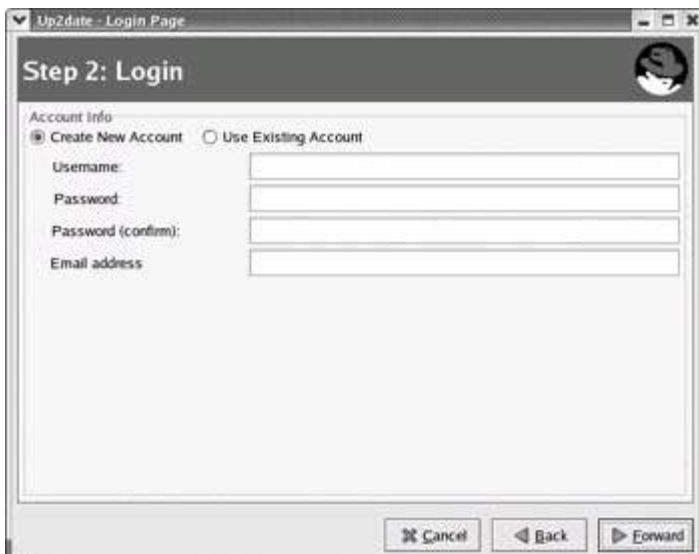 Up2date - Login Page
Step 2: Login
Account Info
Create New Account
Use Existing Account
Username:
Password:
Password (confirm):
Email address
Cancel
Back
Forward